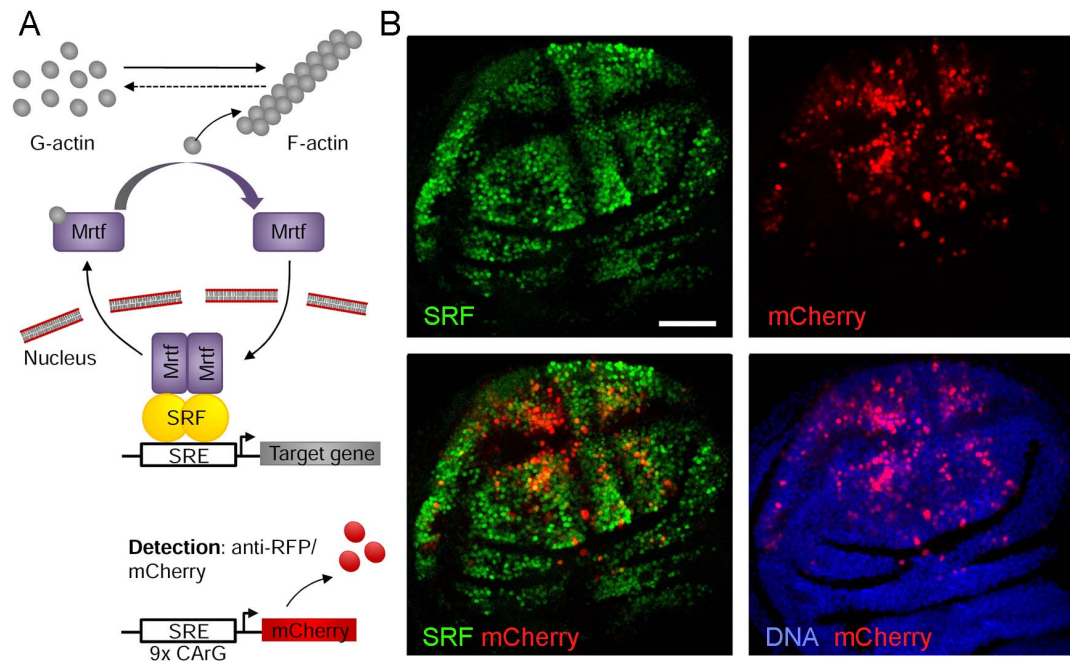 A
G-actin
F-actin
Mrtf
Mrtf
Nucleus
Mrtf
Mrtf
SRF
SRE
Target gene
Detection: anti-RFP/
mCherry
SRE
mCherry
9x CArG
B
SRF
mCherry
SRF mCherry
DNA mCherry